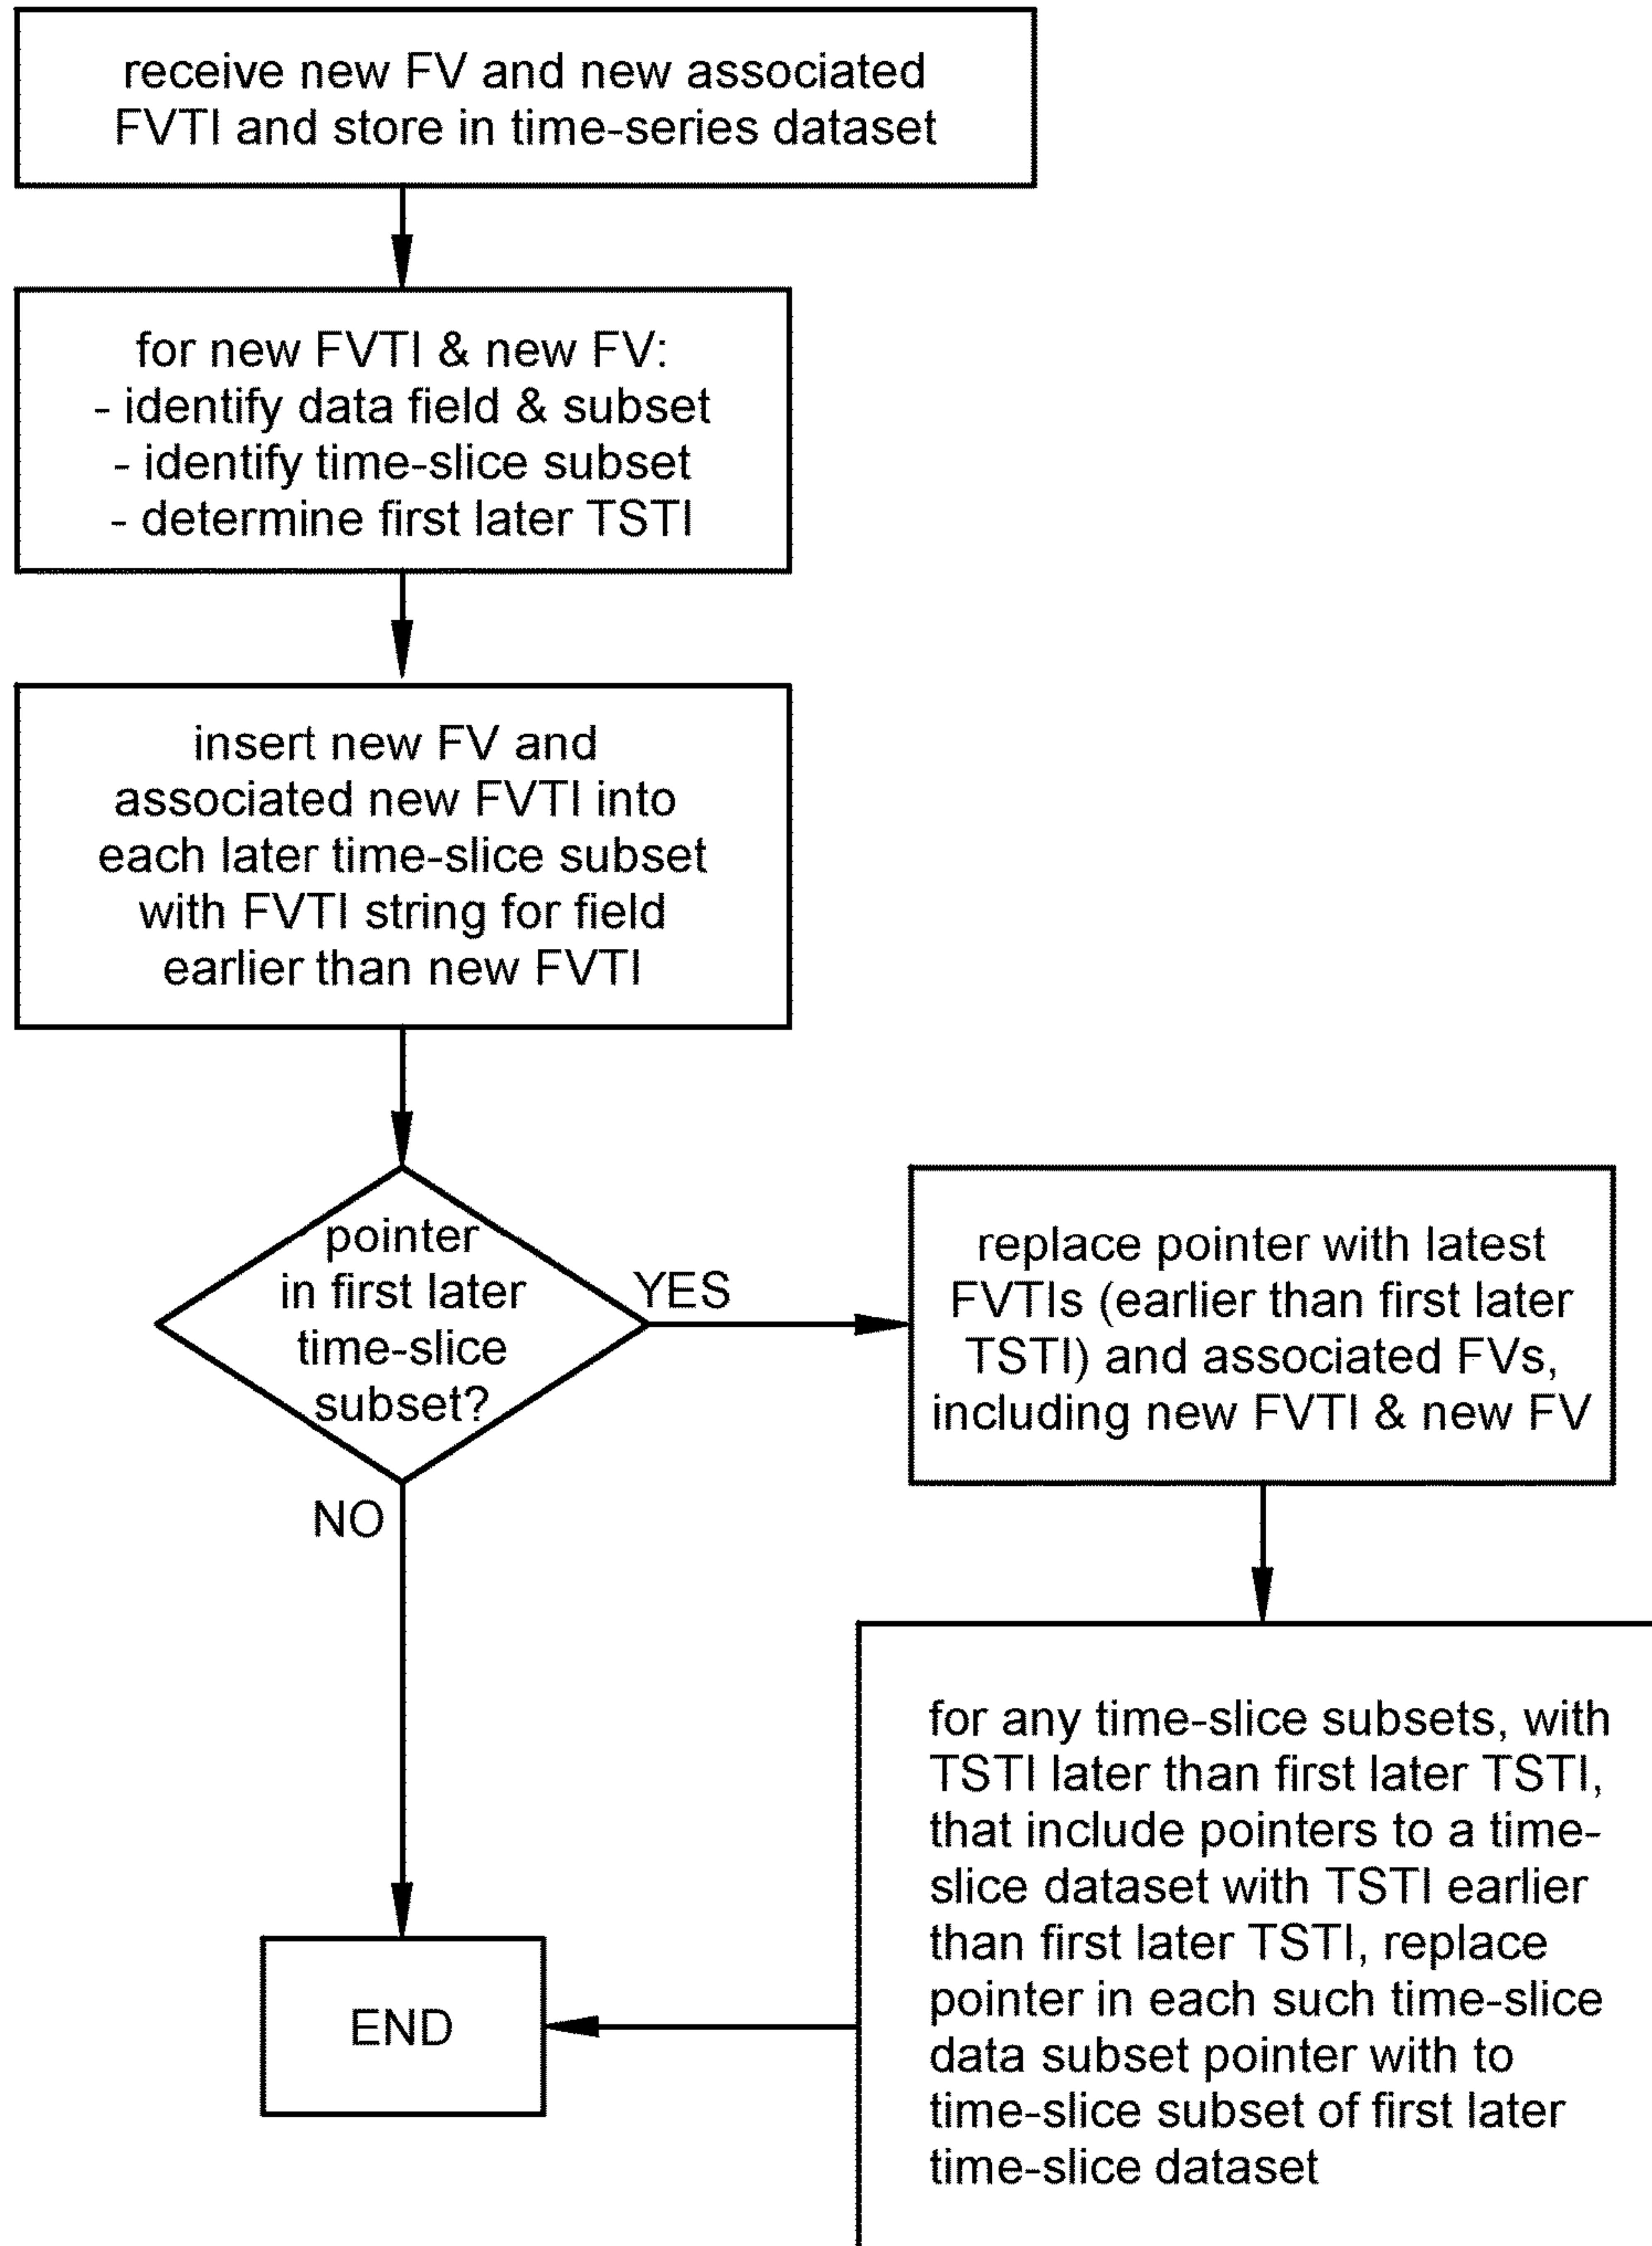 receive new FV and new associated
FVTI and store in time-series dataset
for new FVTI & new FV:
- identify data field & subset
- identify time-slice subset
- determine first later TSTI
insert new FV and
associated new FVTI into
each later time-slice subset
with FVTI string for field
earlier than new FVTI
pointer
in first later
time-slice
subset?
YES
NO
replace pointer with latest
FVTIs (earlier than first later
TSTI) and associated FVs,
including new FVTI & new FV
for any time-slice subsets, with
TSTI later than first later TSTI,
that include pointers to a time-
slice dataset with TSTI earlier
than first later TSTI, replace
pointer in each such time-slice
data subset pointer with to
time-slice subset of first later
time-slice dataset
END